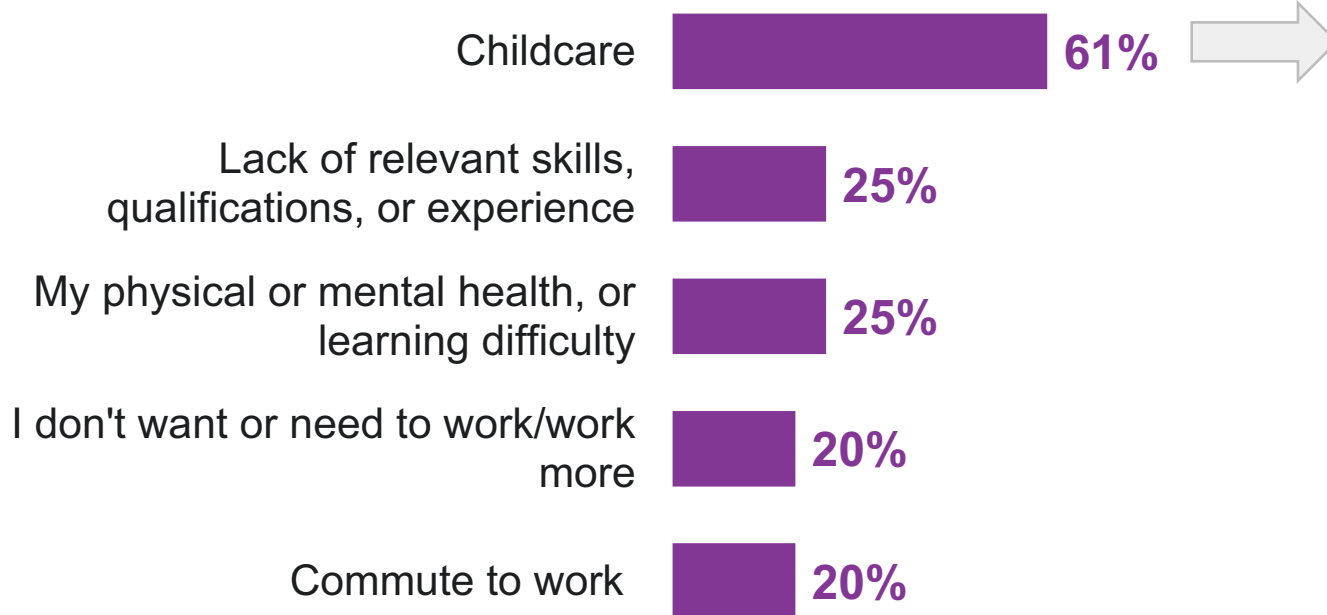 Childcare
61%
Lack of relevant skills,
qualifications, or experience
25%
My physical or mental health, or
learning difficulty
25%
I don't want or need to work/work
more
20%
Commute to work
20%